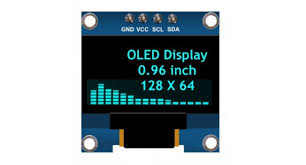 GND VCC SCL SDA
OLED Display
0.96 inch
128 X 64